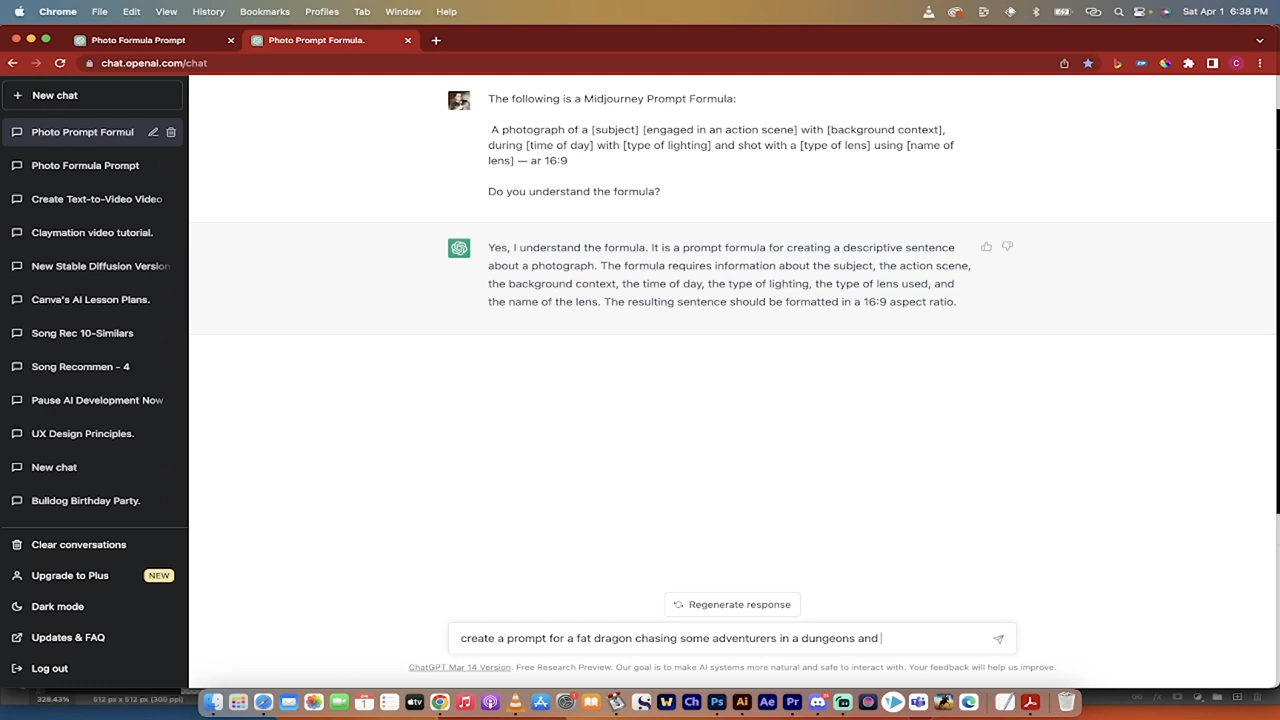 Chrome File Edit View History Bookmarks Profiles Tab Window Help Sat Apr 1 6:38 PM
Photo Formula Prompt Photo Prompt Formula.
chat.openai.com/chat
New chat
Photo Prompt Formul
Photo Formula Prompt
Create Text-to-Video Video
Claymation video tutorial.
New Stable Diffusion Version
Canva's AI Lesson Plans.
Song Rec 10-Similars
Song Recommen - 4
Pause AI Development Now
UX Design Principles.
New chat
Bulldog Birthday Party.
Clear conversations
Upgrade to Plus NEW
Dark mode
Updates & FAQ
Log out
The following is a Midjourney Prompt Formula:
A photograph of a [subject] [engaged in an action scene] with [background context],
during [time of day] with [type of lighting] and shot with a [type of lens] using [name of
lens] — ar 16:9
Do you understand the formula?
Yes, I understand the formula. It is a prompt formula for creating a descriptive sentence
about a photograph. The formula requires information about the subject, the action scene,
the background context, the time of day, the type of lighting, the type of lens used, and
the name of the lens. The resulting sentence should be formatted in a 16:9 aspect ratio.
Regenerate response
create a prompt for a fat dragon chasing some adventurers in a dungeons and
ChatGPT Mar 14 Version. Free Research Preview. Our goal is to make AI systems more natural and safe to interact with. Your feedback will help us improve.
328.43% 512 px x 512 px (300 ppi)